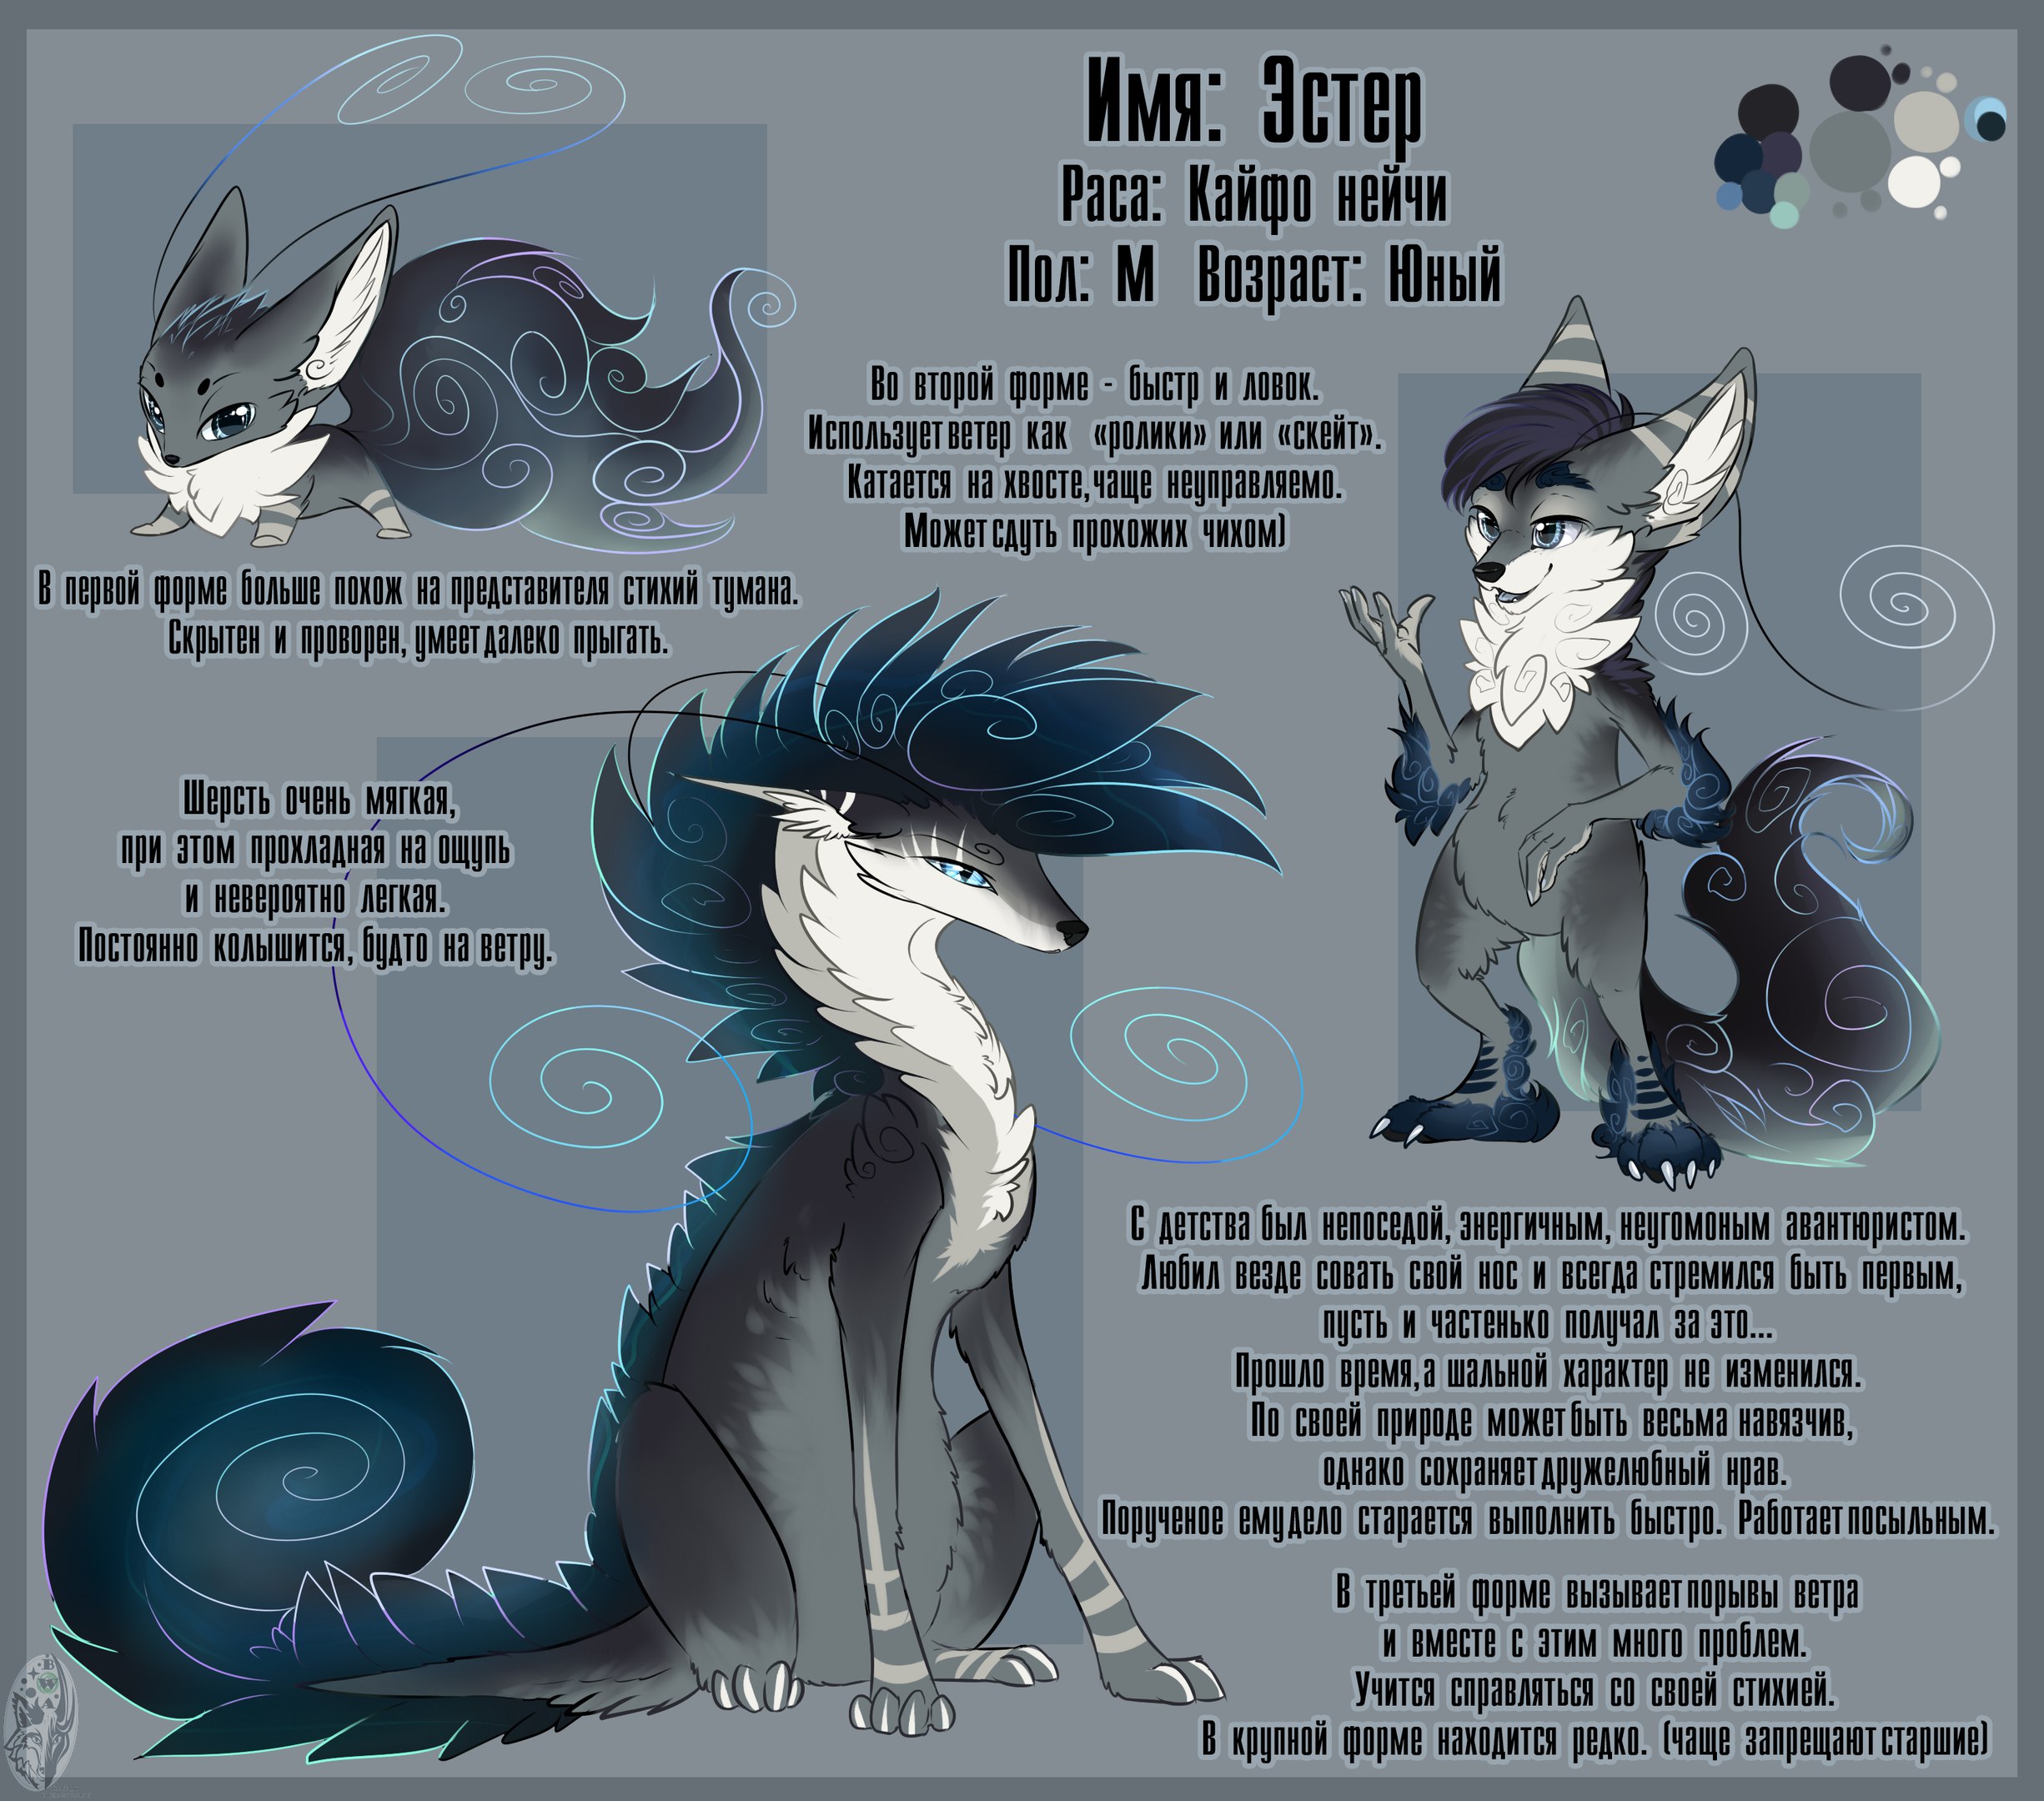 Имя: Эстер
Раса: Кайфо нейчи
Пол: М Возраст: Юный
Во второй форме - быстр и ловок.
Использует ветер как «ролики» или «скейт».
Катается на хвосте, чаще неуправляемо.
Может сдуть прохожих чихом)
В первой форме больше похож на представителя стихий тумана.
Скрытен и проворен, умеет далеко прыгать.
Шерсть очень мягкая,
при этом прохладная на ощупь
и невероятно легкая.
Постоянно колышится, будто на ветру.
С детства был непоседой, энергичным, неугомоным авантюристом.
Любил везде совать свой нос и всегда стремился быть первым,
пусть и частенько получал за это...
Прошло время, а шальной характер не изменился.
По своей природе может быть весьма навязчив,
однако сохраняет дружелюбный нрав.
Порученое ему дело старается выполнить быстро. Работает посыльным.
В третьей форме вызывает порывы ветра
и вместе с этим много проблем.
Учится справляться со своей стихией.
В крупной форме находится редко. (чаще запрещают старшие)